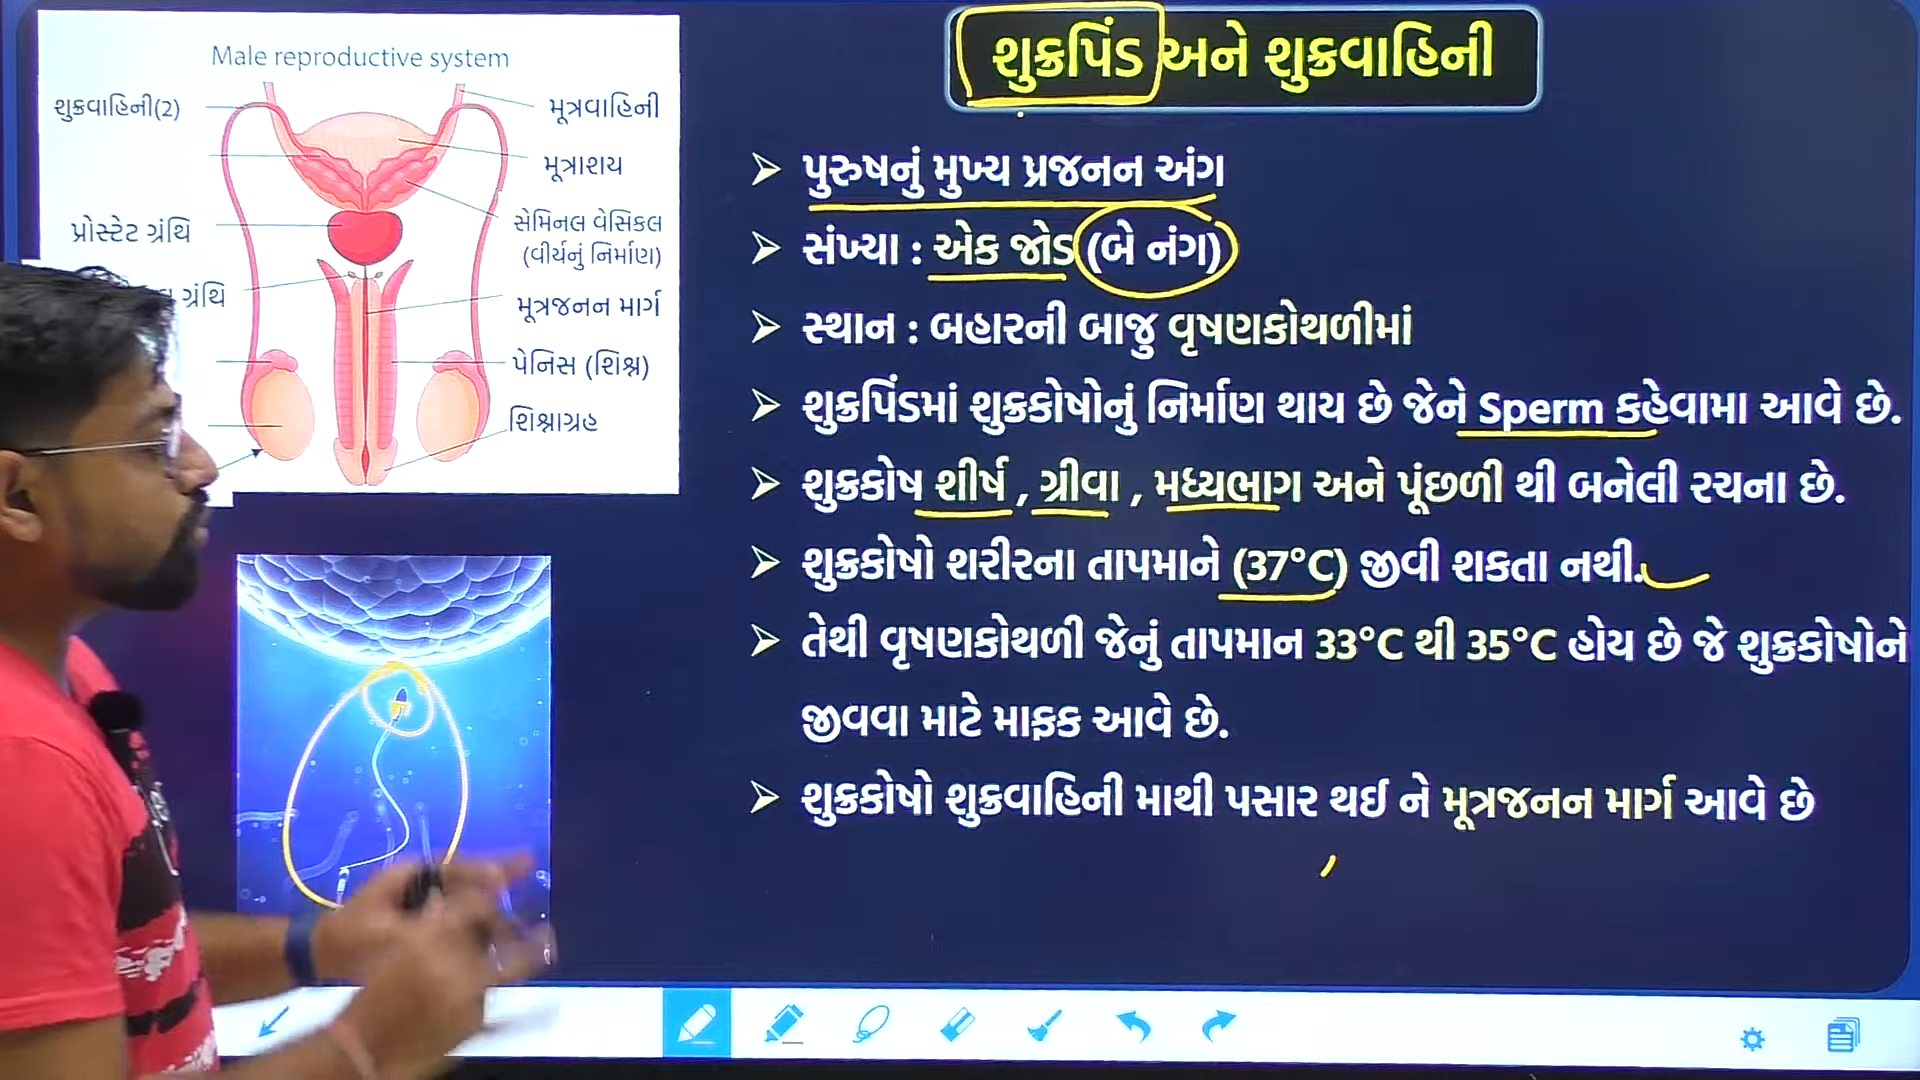 Male reproductive system
શુક્રવાહિની(2)
મૂત્રવાહિની
મૂત્રાશય
પ્રોસ્ટેટ ગ્રંથિ
સેમિનલ વેસિકલ
(વીર્યનું નિર્માણ)
ગ્રંથિ
મૂત્રજનન માર્ગ
પેનિસ (શિશ્ન)
શિશ્નાગ્રહ
શુક્રપિંડ અને શુક્રવાહિની
પુરુષનું મુખ્ય પ્રજનન અંગ
સંખ્યા : એક જોડ (બે નંગ)
સ્થાન : બહારની બાજુ વૃષણકોથળીમાં
શુક્રપિંડમાં શુક્રકોષોનું નિર્માણ થાય છે જેને Sperm કહેવામા આવે છે.
શુક્રકોષ શીર્ષ , ગ્રીવા , મધ્યભાગ અને પૂંછળી થી બનેલી રચના છે.
શુક્રકોષો શરીરના તાપમાને (37°C) જીવી શકતા નથી.
તેથી વૃષણકોથળી જેનું તાપમાન 33°C થી 35°C હોય છે જે શુક્રકોષોને
જીવવા માટે માફક આવે છે.
શુક્રકોષો શુક્રવાહિની માથી પસાર થઈ ને મૂત્રજનન માર્ગ આવે છે